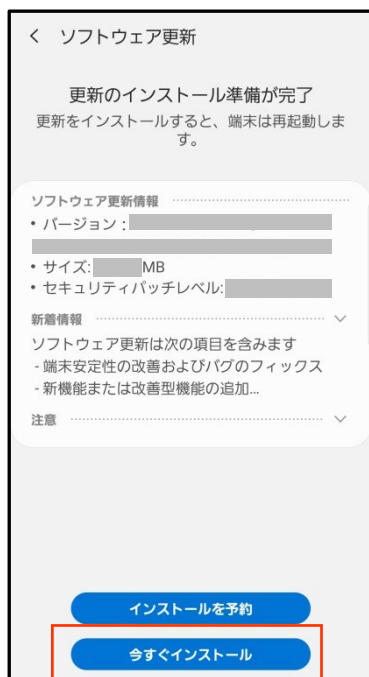 ソフトウェア更新
更新のインストール準備が完了
更新をインストールすると、端末は再起動しま
す。
ソフトウェア更新情報
• バージョン :
• サイズ: MB
• セキュリティパッチレベル:
新着情報
ソフトウェア更新は次の項目を含みます
- 端末安定性の改善およびバグのフィックス
- 新機能または改善型機能の追加...
注意
インストールを予約
今すぐインストール